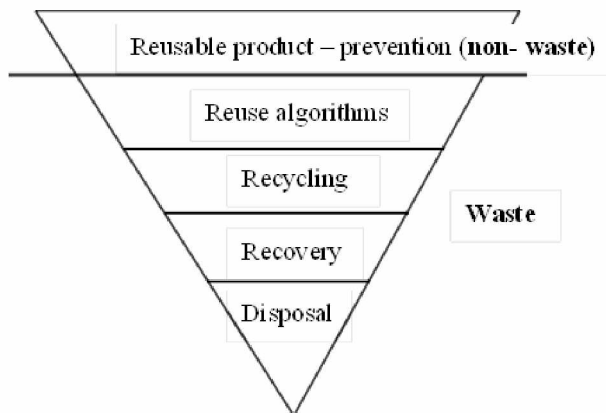 Reusable product – prevention (non- waste)
Reuse algorithms
Recycling
Waste
Recovery
Disposal